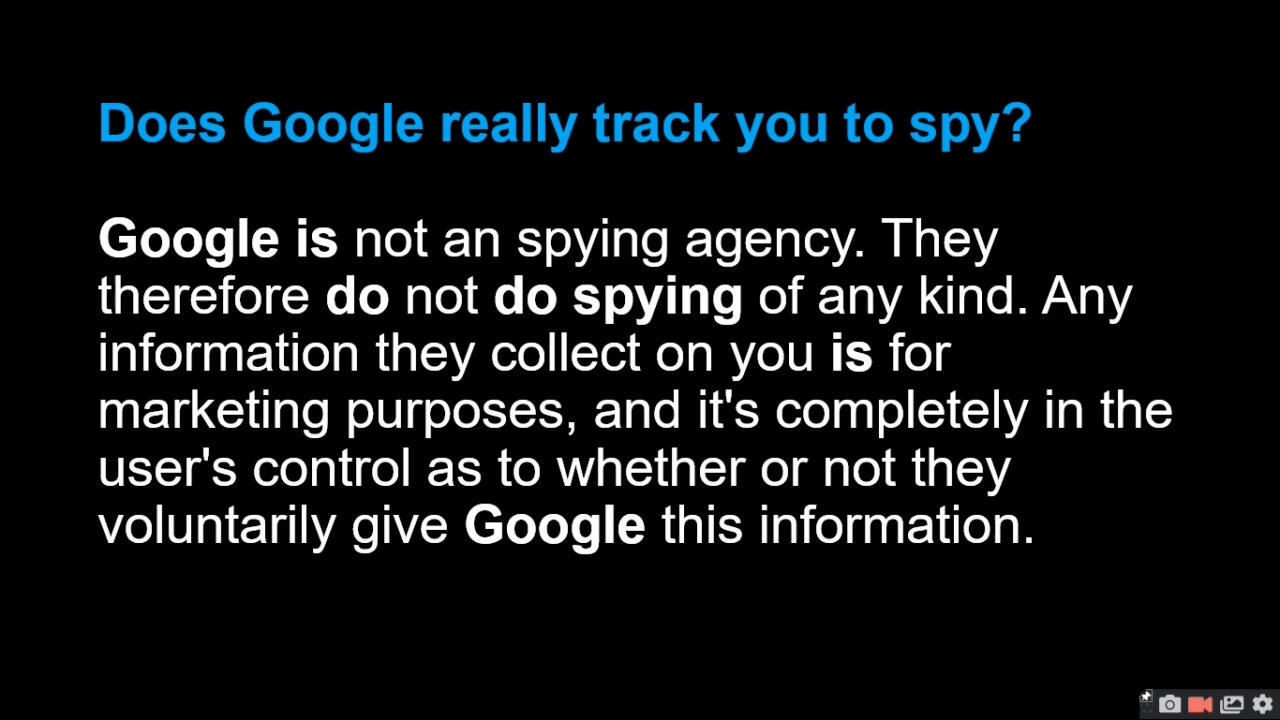 Does Google really track you to spy?
Google is not an spying agency. They
therefore do not do spying of any kind. Any
information they collect on you is for
marketing purposes, and it's completely in the
user's control as to whether or not they
voluntarily give Google this information.